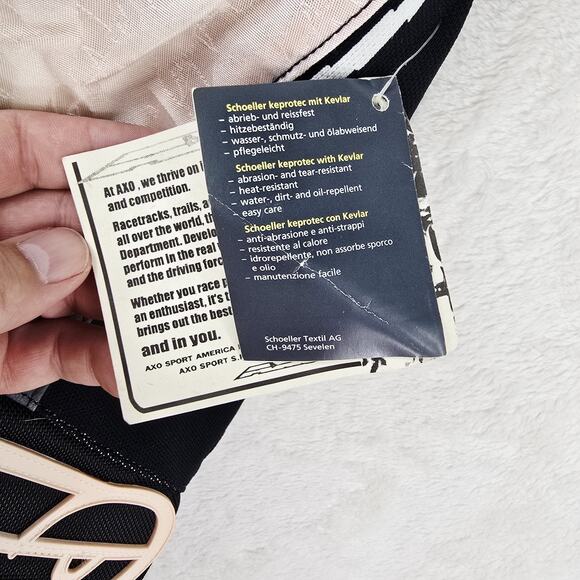 Schoeller keprotec mit Kevlar
– abrieb- und reissfest
– hitzebeständig
– wasser-, schmutz- und ölabweisend
– pflegeleicht
Schoeller keprotec with Kevlar
– abrasion- and tear-resistant
– heat-resistant
– water-, dirt- and oil-repellent
– easy care
Schoeller keprotec con Kevlar
– anti-abrasione e anti-strappi
– resistente al calore
– idrorepellente, non assorbe sporco
e olio
– manutenzione facile
Schoeller Textil AG
CH-9475 Sevelen
At AXO , we thrive on
and competition.
Racetracks, trails,
all over the world,
Department.
perform in the real
and the driving
Whether you race
an enthusiast, it's
brings out the best
and in you.
AXO SPORT AMERICA
AXO SPORT